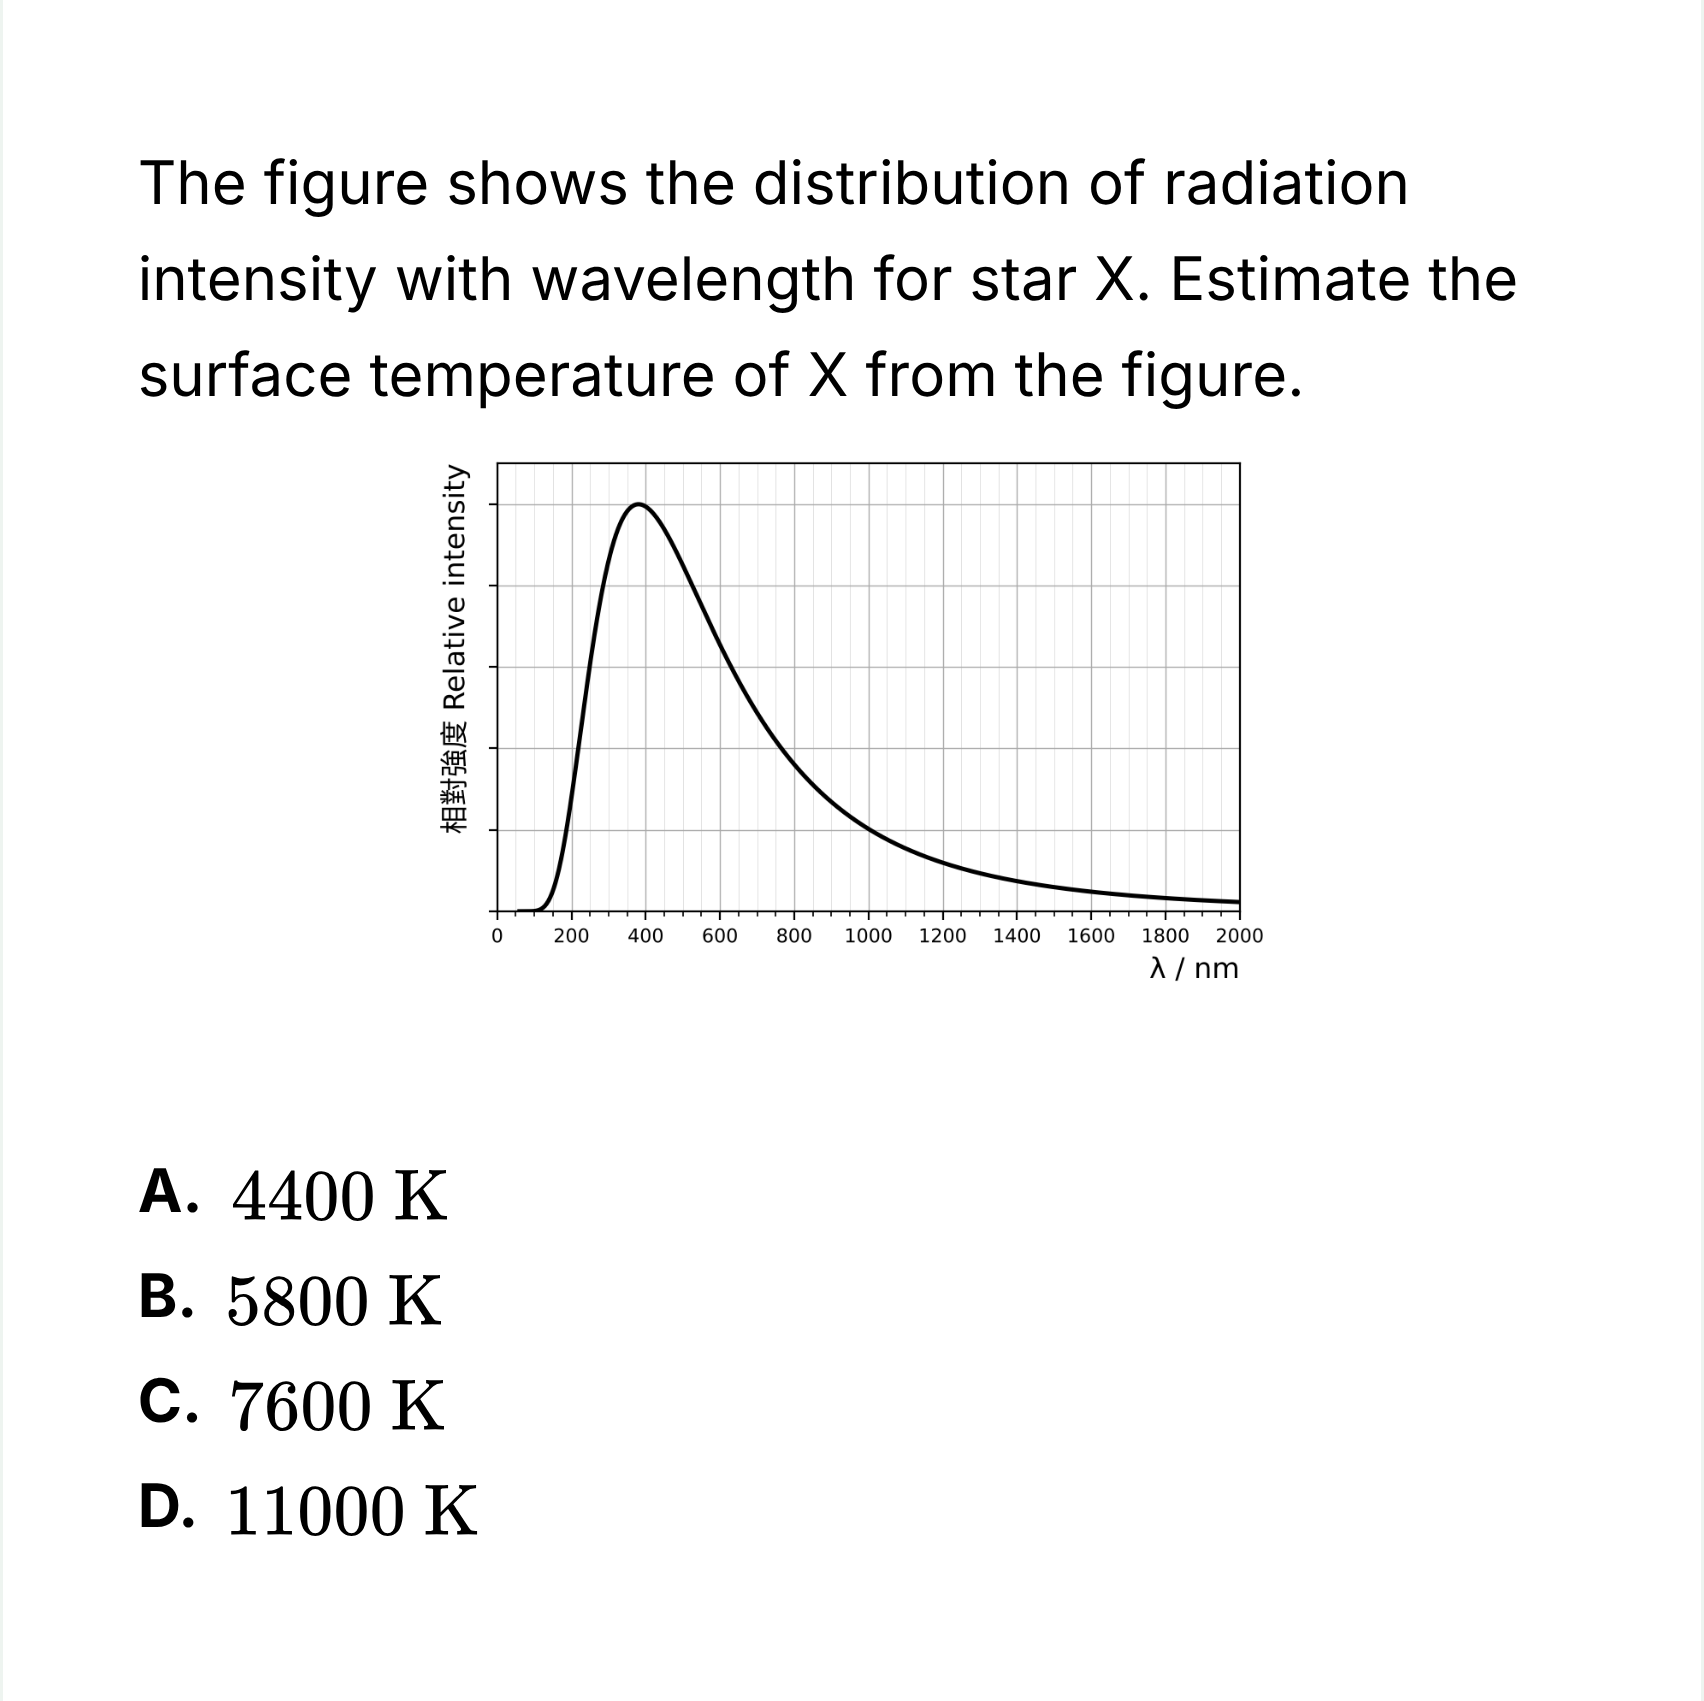 The figure shows the distribution of radiation
intensity with wavelength for star X. Estimate the
surface temperature of X from the figure.
相對強度 Relative intensity
0 200 400 600 800 1000 1200 1400 1600 1800 2000
λ / nm
A. 4400 K
B. 5800 K
C. 7600 K
D. 11000 K